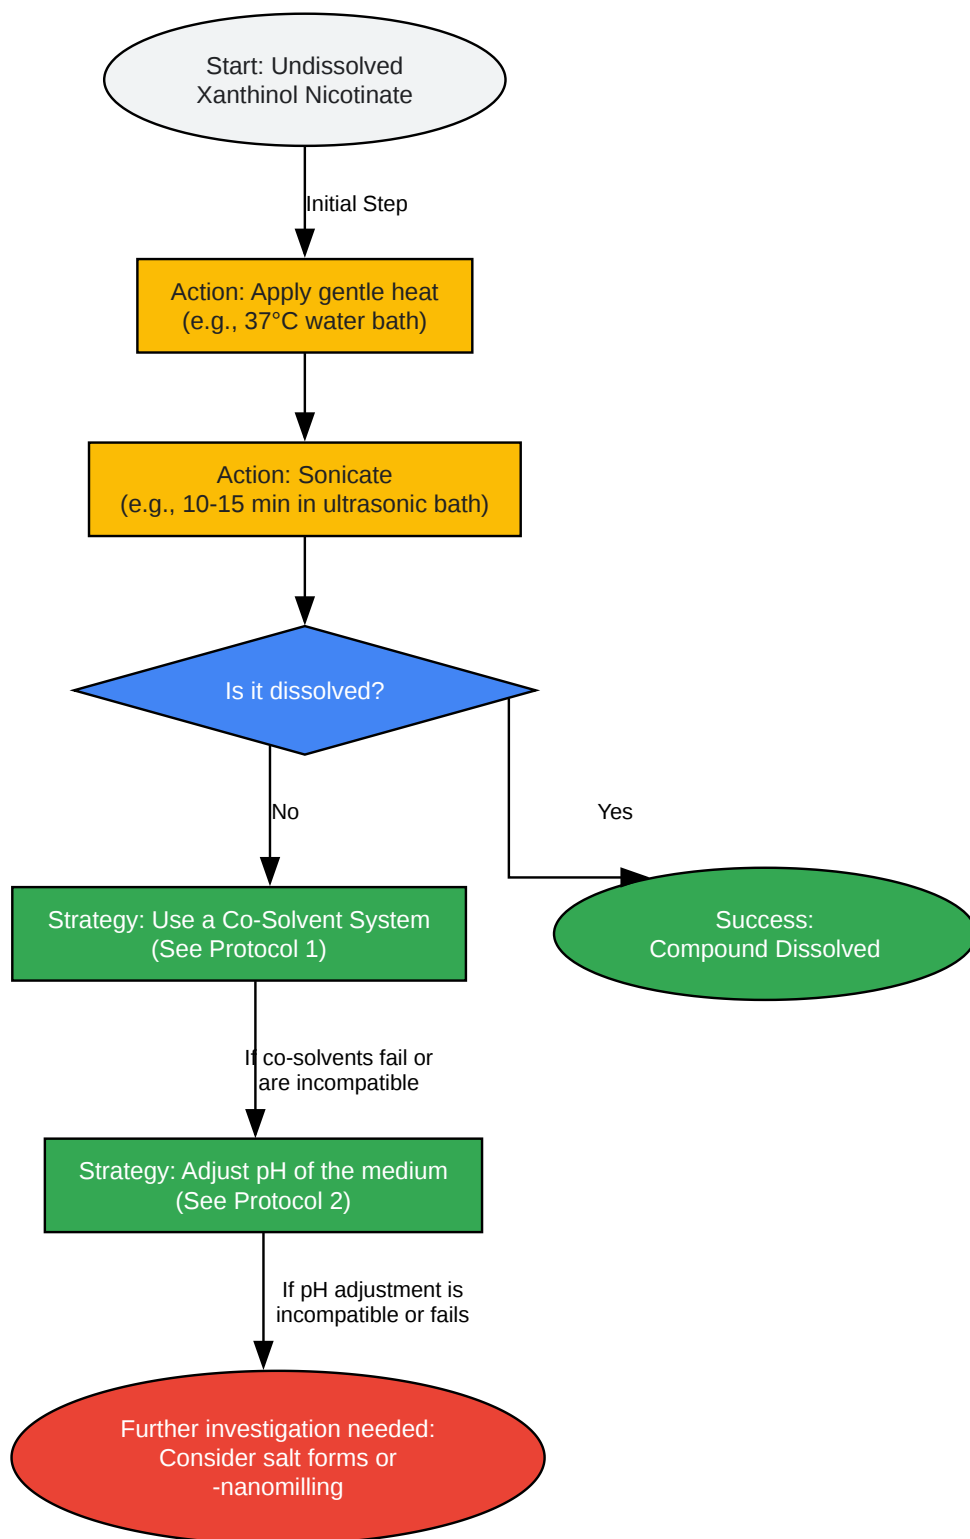 Start: Undissolved
Xanthinol Nicotinate
Initial Step
Action: Apply gentle heat
(e.g., 37°C water bath)
Action: Sonicate
(e.g., 10-15 min in ultrasonic bath)
Is it dissolved?
No
Yes
Strategy: Use a Co-Solvent System
(See Protocol 1)
Success:
Compound Dissolved
If co-solvents fail or
are incompatible
Strategy: Adjust pH of the medium
(See Protocol 2)
If pH adjustment is
incompatible or fails
Further investigation needed:
Consider salt forms or
-nanomilling